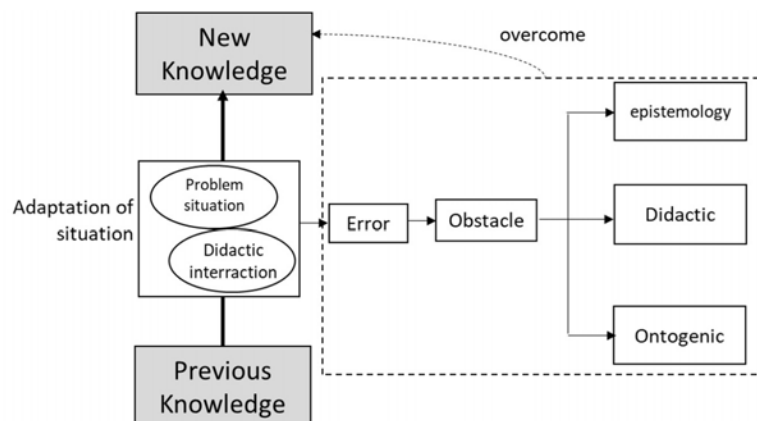 New
Knowledge
overcome
epistemology
Problem
situation
Adaptation of
situation
Error
Obstacle
Didactic
Didactic
interraction
Ontogenic
Previous
Knowledge